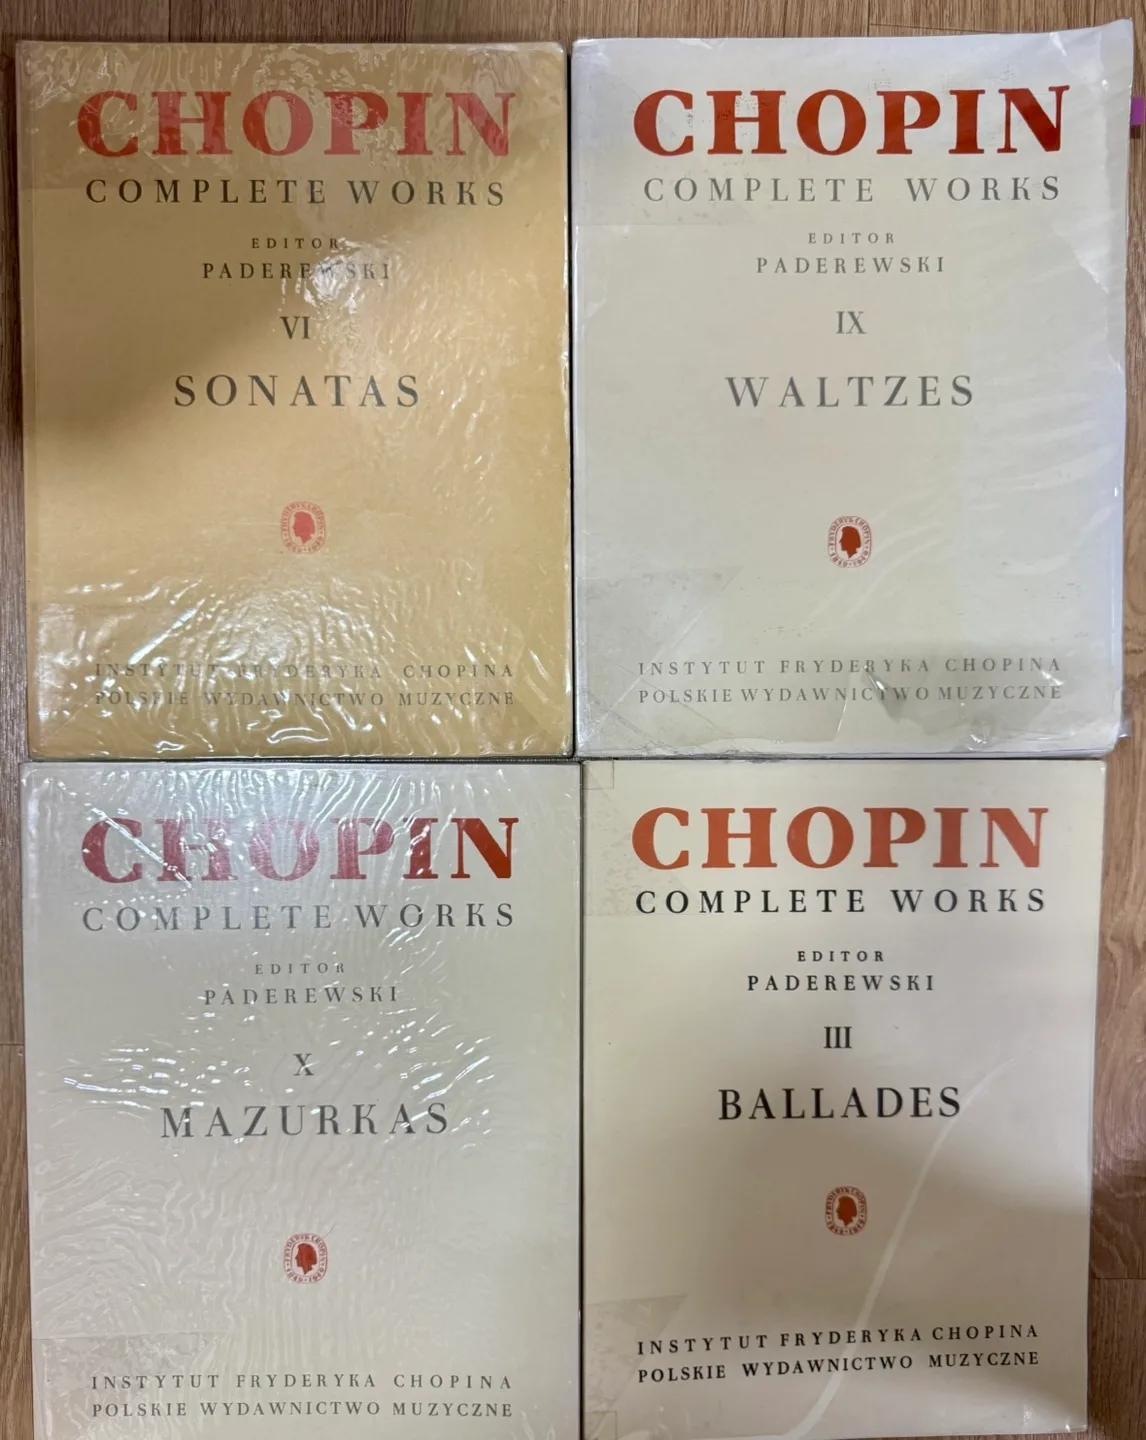 CHOPIN
COMPLETE WORKS
EDITOR
PADEREWSKI
VI
SONATAS
INSTYTUT FRYDERYKA CHOPINA
POLSKIE WYDAWNICTWO MUZYCZNE
CHOPIN
COMPLETE WORKS
EDITOR
PADEREWSKI
IX
WALTZES
INSTYTUT FRYDERYKA CHOPINA
POLSKIE WYDAWNICTWO MUZYCZNE
CHOPIN
COMPLETE WORKS
EDITOR
PADEREWSKI
X
MAZURKAS
INSTYTUT FRYDERYKA CHOPINA
POLSKIE WYDAWNICTWO MUZYCZNE
CHOPIN
COMPLETE WORKS
EDITOR
PADEREWSKI
III
BALLADES
INSTYTUT FRYDERYKA CHOPINA
POLSKIE WYDAWNICTWO MUZYCZNE